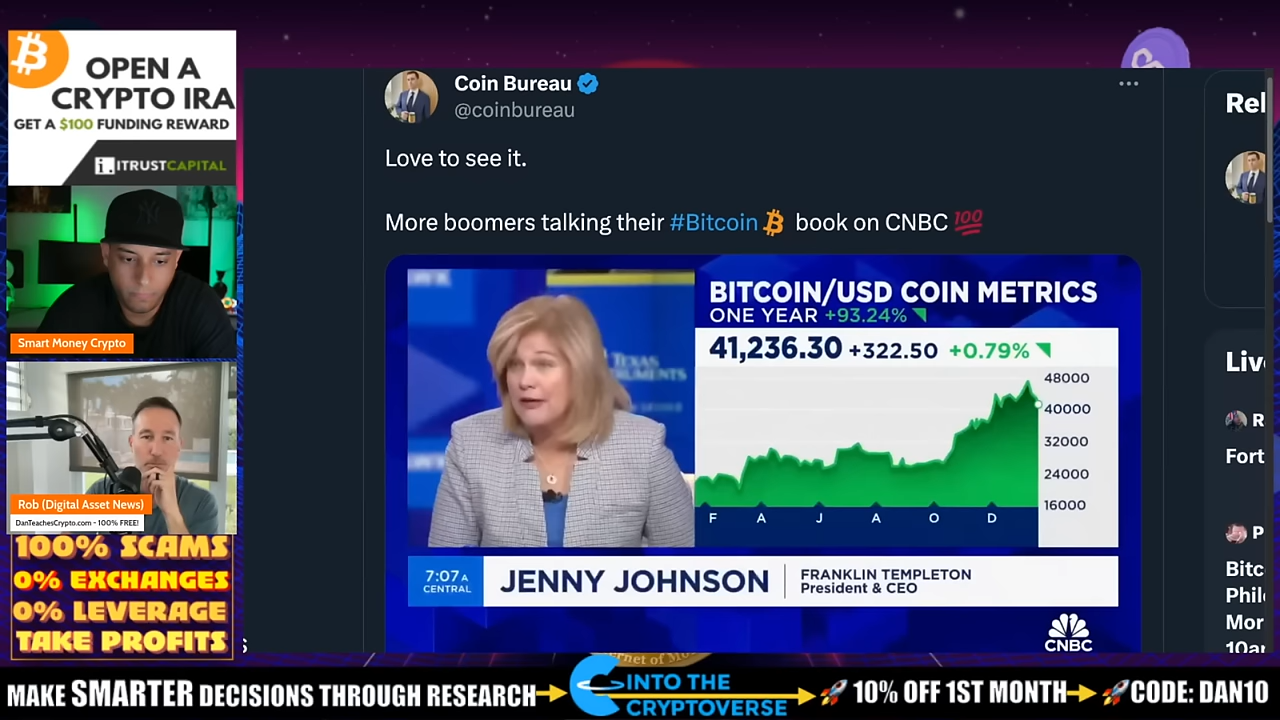 OPEN A
CRYPTO IRA
GET A $100 FUNDING REWARD
ITRUSTCAPITAL
Smart Money Crypto
Rob (Digital Asset News)
DanTeachesCrypto.com - 100% FREE!
100% SCAMS
0% EXCHANGES
0% LEVERAGE
TAKE PROFITS
Coin Bureau
@coinbureau
Love to see it.
More boomers talking their #Bitcoin book on CNBC 💯
TEXAS
BITCOIN/USD COIN METRICS
ONE YEAR +93.24%
41,236.30 +322.50 +0.79%
48000
40000
32000
24000
16000
F A J A O D
7:07A
CENTRAL
JENNY JOHNSON
FRANKLIN TEMPLETON
President & CEO
CNBC
Rel
Liv
R
Fort
P
Bitc
Phil
Mor
10a
MAKE SMARTER DECISIONS THROUGH RESEARCH
INTO THE
CRYPTOVERSE
10% OFF 1ST MONTH
CODE: DAN10